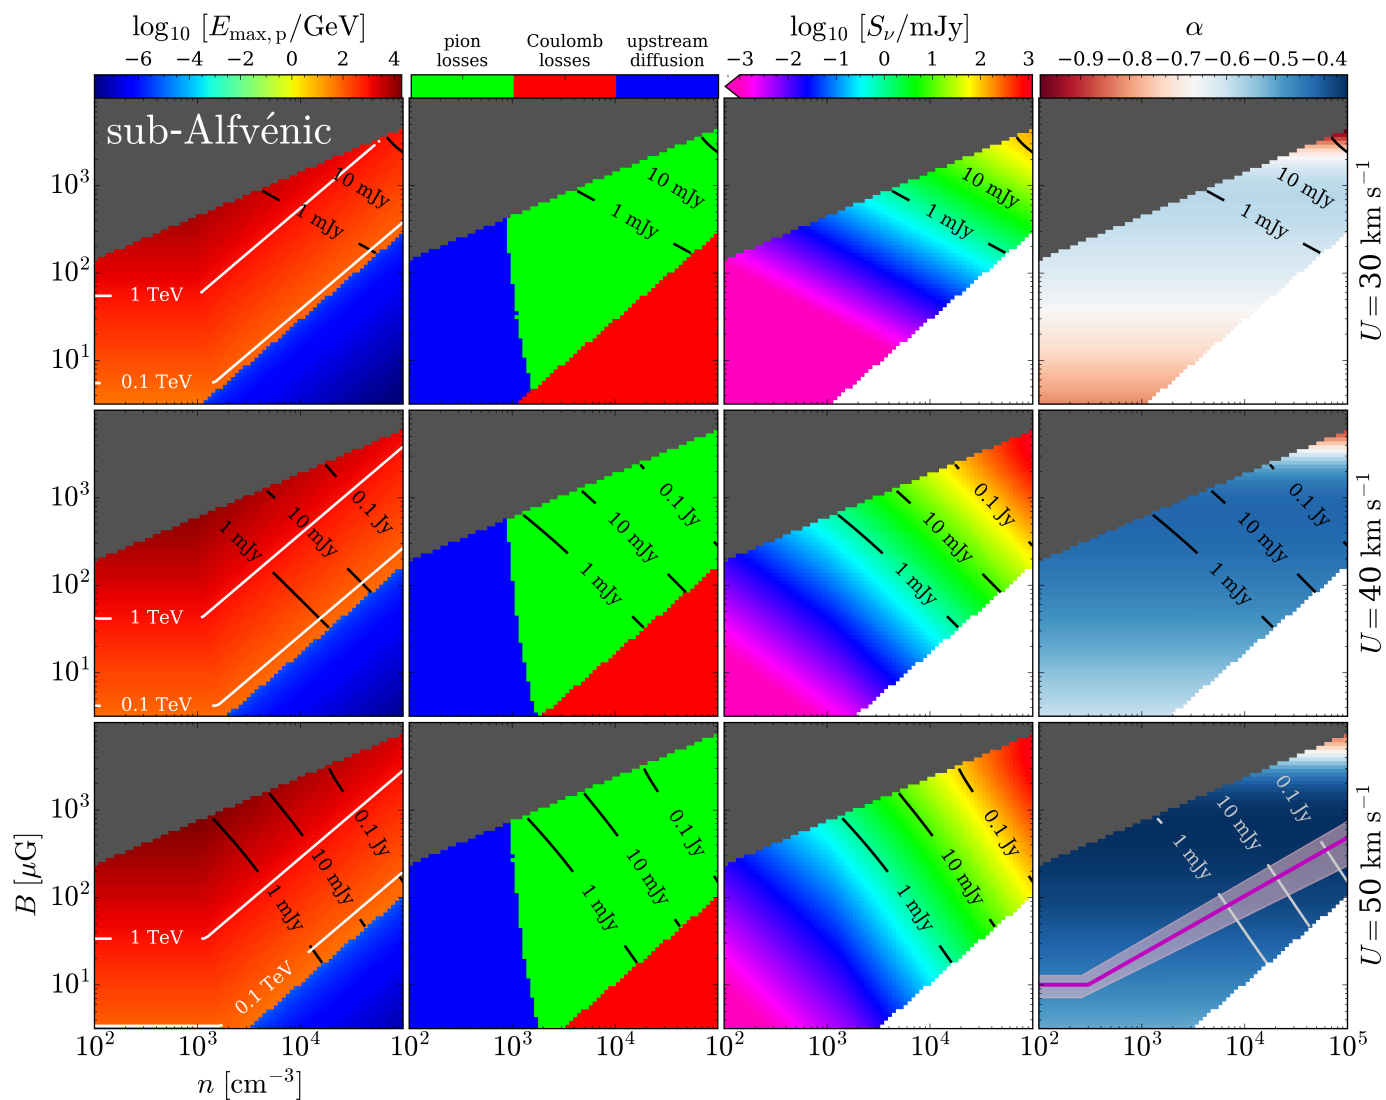 log₁₀ [E_max, p/GeV]
pion losses
Coulomb losses
upstream diffusion
log₁₀ [S_ν/mJy]
α
−6 −4 −2 0 2 4
−3 −2 −1 0 1 2 3
−0.9 −0.8 −0.7 −0.6 −0.5 −0.4
sub-Alfvénic
10³
10²
10¹
10 mJy
1 mJy
1 TeV
0.1 TeV
10 mJy
1 mJy
10 mJy
1 mJy
10 mJy
1 mJy
U = 30 km s⁻¹
10³
10²
10¹
1 mJy
10 mJy
0.1 Jy
1 TeV
0.1 TeV
0.1 Jy
10 mJy
1 mJy
0.1 Jy
10 mJy
1 mJy
0.1 Jy
10 mJy
1 mJy
U = 40 km s⁻¹
B [μG]
10³
10²
10¹
0.1 Jy
10 mJy
1 mJy
1 TeV
0.1 TeV
0.1 Jy
10 mJy
1 mJy
0.1 Jy
10 mJy
1 mJy
0.1 Jy
10 mJy
1 mJy
U = 50 km s⁻¹
10² 10³ 10⁴ 10² 10³ 10⁴ 10² 10³ 10⁴ 10² 10³ 10⁴ 10⁵
n [cm⁻³]